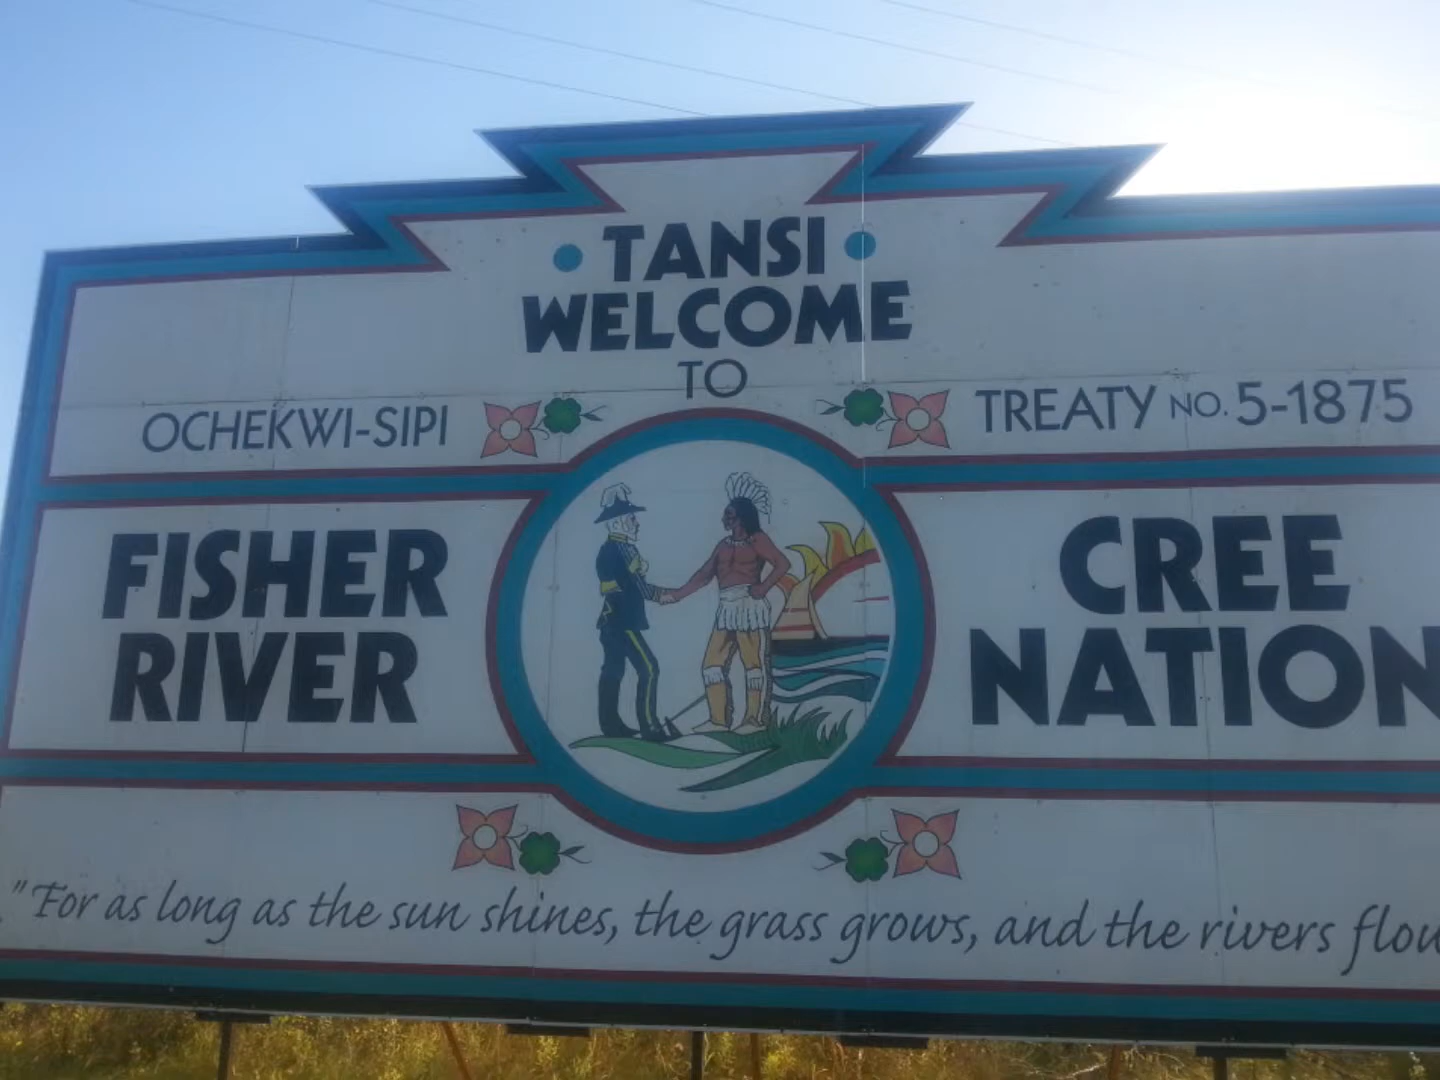 TANSI
WELCOME
TO
OCHEKWI-SIPI
TREATY NO. 5-1875
FISHER
RIVER
CREE
NATION
"For as long as the sun shines, the grass grows, and the rivers flow